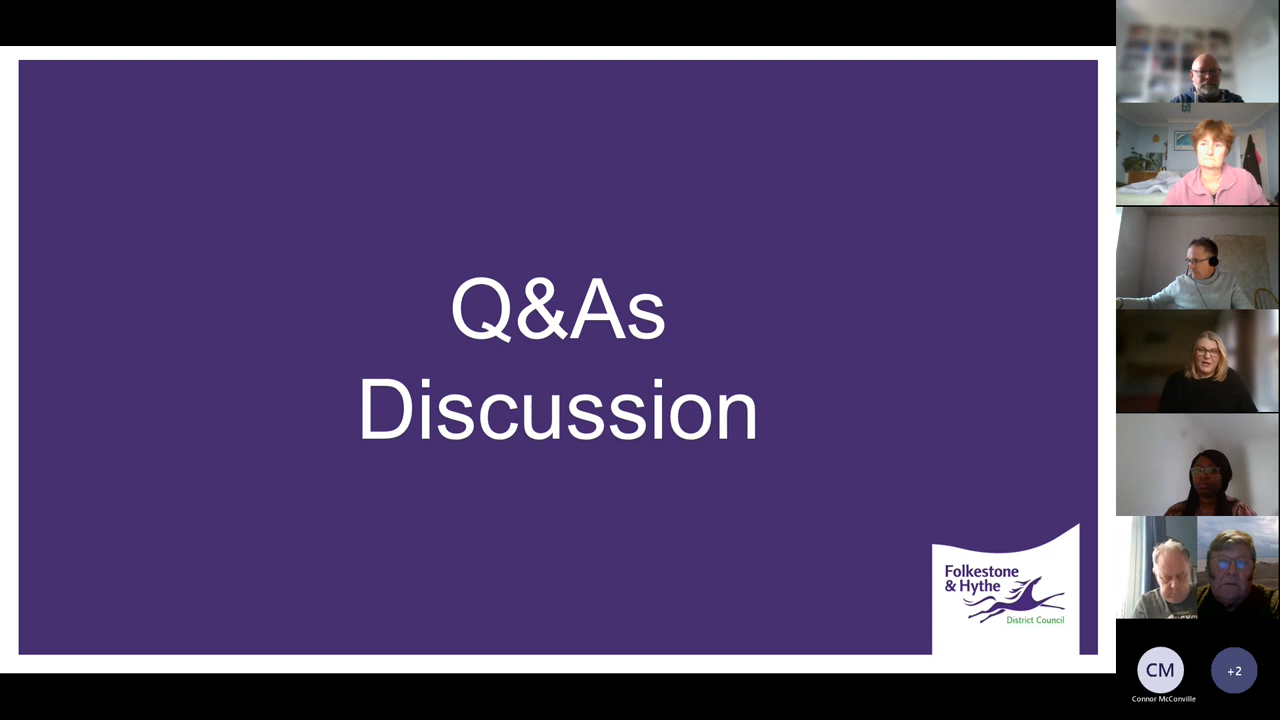 Q&As
Discussion
Folkestone
& Hythe
District Council
CM
+2
Connor McConville